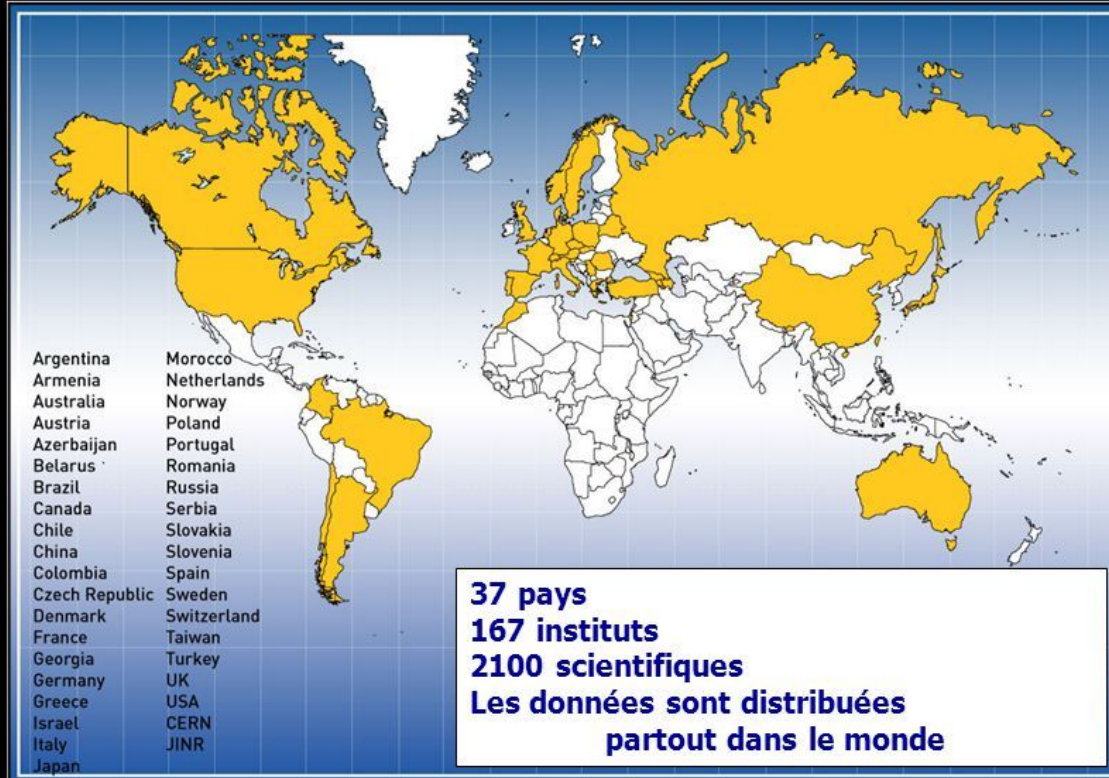 Argentina
Armenia
Australia
Austria
Azerbaijan
Belarus
Brazil
Canada
Chile
China
Colombia
Czech Republic
Denmark
France
Georgia
Germany
Greece
Israel
Italy
Japan
Morocco
Netherlands
Norway
Poland
Portugal
Romania
Russia
Serbia
Slovakia
Slovenia
Spain
Sweden
Switzerland
Taiwan
Turkey
UK
USA
CERN
JINR
37 pays
167 instituts
2100 scientifiques
Les données sont distribuées
partout dans le monde